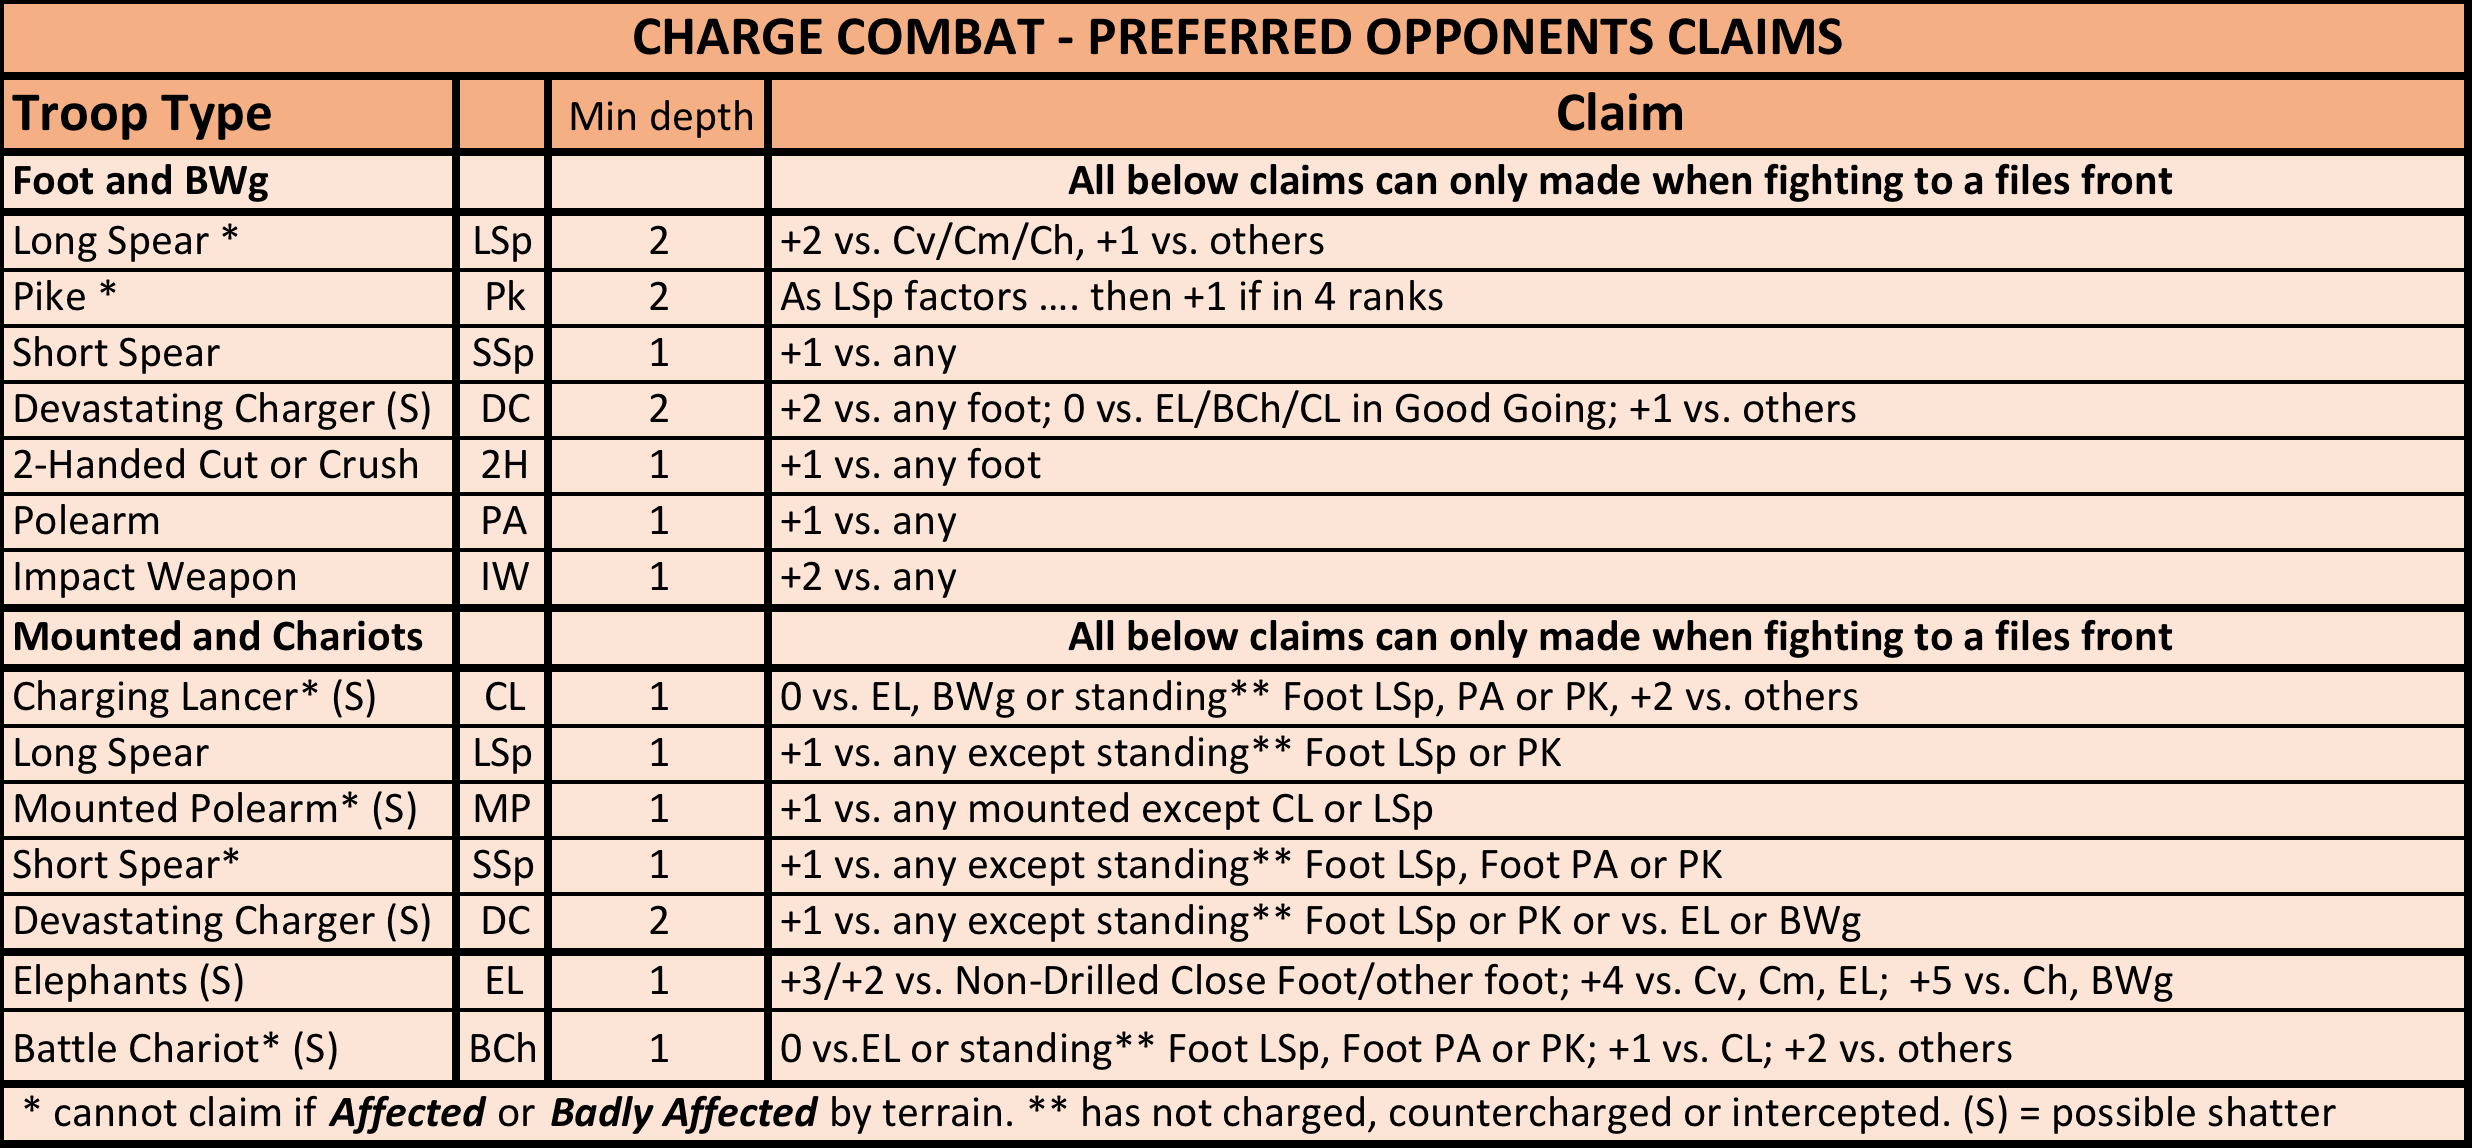 CHARGE COMBAT - PREFERRED OPPONENTS CLAIMS
Troop Type Min depth Claim
Foot and BWg All below claims can only made when fighting to a files front
Long Spear * LSp 2 +2 vs. Cv/Cm/Ch, +1 vs. others
Pike * Pk 2 As LSp factors .... then +1 if in 4 ranks
Short Spear SSp 1 +1 vs. any
Devastating Charger (S) DC 2 +2 vs. any foot; 0 vs. EL/BCh/CL in Good Going; +1 vs. others
2-Handed Cut or Crush 2H 1 +1 vs. any foot
Polearm PA 1 +1 vs. any
Impact Weapon IW 1 +2 vs. any
Mounted and Chariots All below claims can only made when fighting to a files front
Charging Lancer* (S) CL 1 0 vs. EL, BWg or standing** Foot LSp, PA or PK, +2 vs. others
Long Spear LSp 1 +1 vs. any except standing** Foot LSp or PK
Mounted Polearm* (S) MP 1 +1 vs. any mounted except CL or LSp
Short Spear* SSp 1 +1 vs. any except standing** Foot LSp, Foot PA or PK
Devastating Charger (S) DC 2 +1 vs. any except standing** Foot LSp or PK or vs. EL or BWg
Elephants (S) EL 1 +3/+2 vs. Non-Drilled Close Foot/other foot; +4 vs. Cv, Cm, EL; +5 vs. Ch, BWg
Battle Chariot* (S) BCh 1 0 vs.EL or standing** Foot LSp, Foot PA or PK; +1 vs. CL; +2 vs. others
* cannot claim if Affected or Badly Affected by terrain. ** has not charged, countercharged or intercepted. (S) = possible shatter